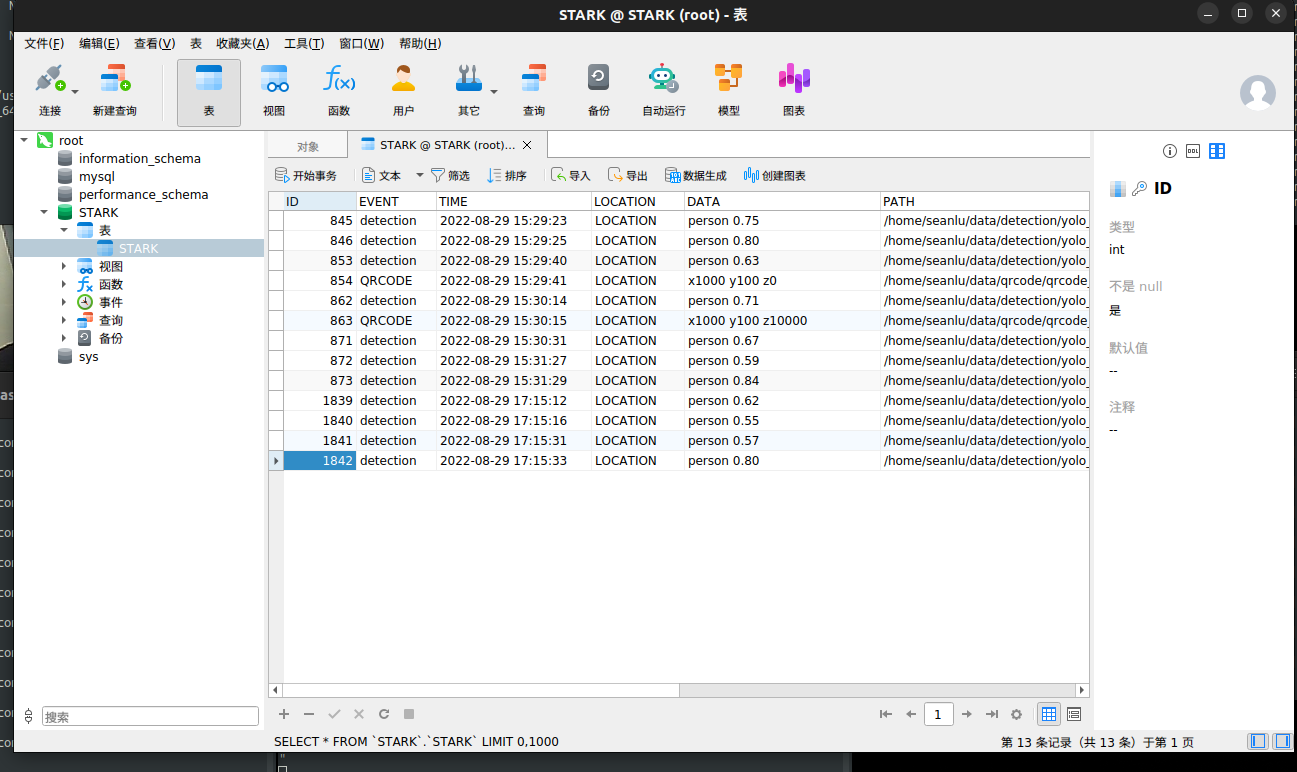 STARK @ STARK (root) - 表
文件(F) 编辑(E) 查看(V) 表 收藏夹(A) 工具(T) 窗口(W) 帮助(H)
连接 新建查询 表 视图 函数 用户 其它 查询 备份 自动运行 模型 图表
root
information_schema
mysql
performance_schema
STARK
表
STARK
视图
函数
事件
查询
备份
sys
搜索
对象 STARK @ STARK (root)...
开始事务 文本 筛选 排序 导入 导出 数据生成 创建图表
ID EVENT TIME LOCATION DATA PATH
845 detection 2022-08-29 15:29:23 LOCATION person 0.75 /home/seanlu/data/detection/yolo_
846 detection 2022-08-29 15:29:25 LOCATION person 0.80 /home/seanlu/data/detection/yolo_
853 detection 2022-08-29 15:29:40 LOCATION person 0.63 /home/seanlu/data/detection/yolo_
854 QRCODE 2022-08-29 15:29:41 LOCATION x1000 y100 z0 /home/seanlu/data/qrcode/qrcode_
862 detection 2022-08-29 15:30:14 LOCATION person 0.71 /home/seanlu/data/detection/yolo_
863 QRCODE 2022-08-29 15:30:15 LOCATION x1000 y100 z10000 /home/seanlu/data/qrcode/qrcode_
871 detection 2022-08-29 15:30:31 LOCATION person 0.67 /home/seanlu/data/detection/yolo_
872 detection 2022-08-29 15:31:27 LOCATION person 0.59 /home/seanlu/data/detection/yolo_
873 detection 2022-08-29 15:31:29 LOCATION person 0.84 /home/seanlu/data/detection/yolo_
1839 detection 2022-08-29 17:15:12 LOCATION person 0.62 /home/seanlu/data/detection/yolo_
1840 detection 2022-08-29 17:15:16 LOCATION person 0.55 /home/seanlu/data/detection/yolo_
1841 detection 2022-08-29 17:15:31 LOCATION person 0.57 /home/seanlu/data/detection/yolo_
1842 detection 2022-08-29 17:15:33 LOCATION person 0.80 /home/seanlu/data/detection/yolo_
1
SELECT * FROM `STARK`.`STARK` LIMIT 0,1000
第 13 条记录（共 13 条）于第 1 页
DDL
ID
类型
int
不是 null
是
默认值
--
注释
--